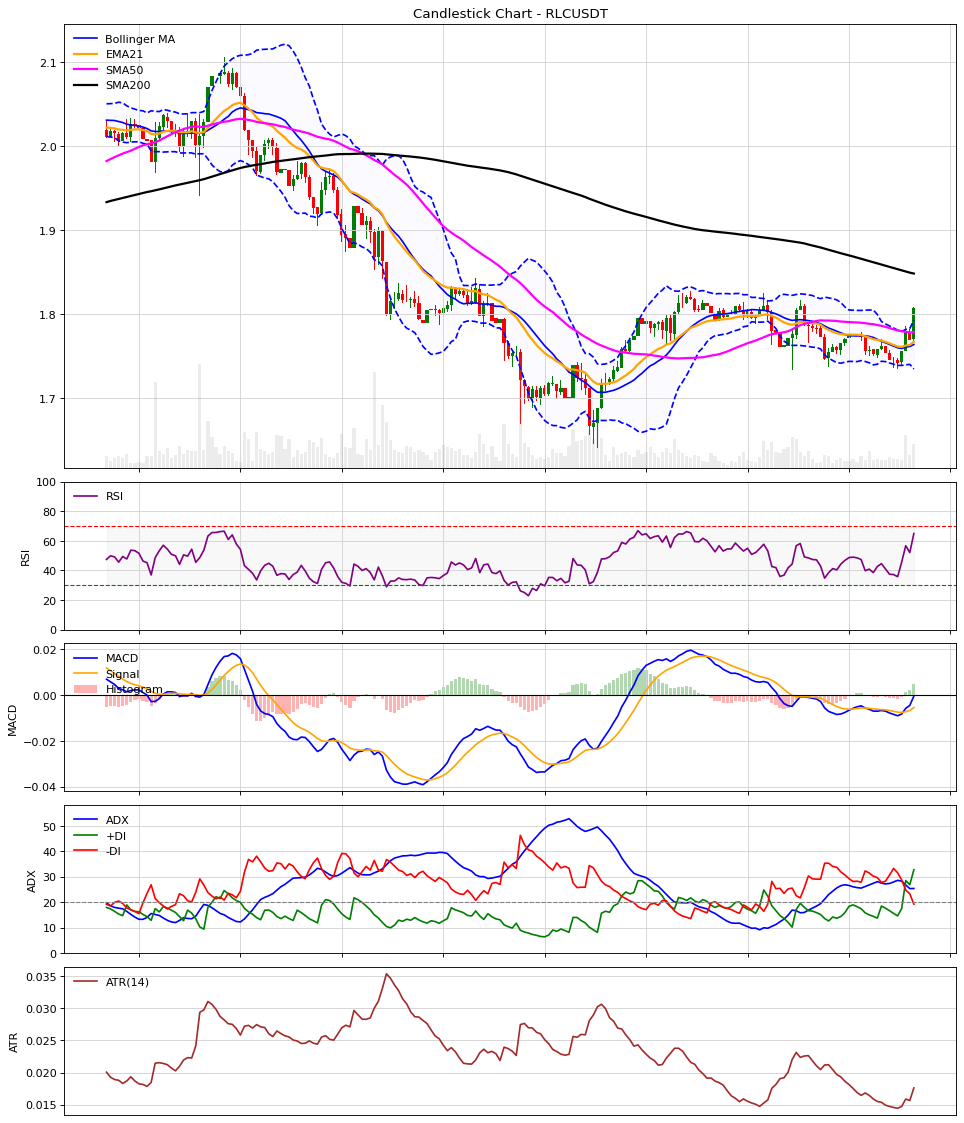 Candlestick Chart - RLCUSDT
Bollinger MA
EMA21
SMA50
SMA200
2.1
2.0
1.9
1.8
1.7
RSI
100
80
60
40
20
0
RSI
MACD
Signal
Histogram
0.02
0.00
−0.02
−0.04
MACD
ADX
+DI
-DI
50
40
30
20
10
0
ADX
ATR(14)
0.035
0.030
0.025
0.020
0.015
ATR